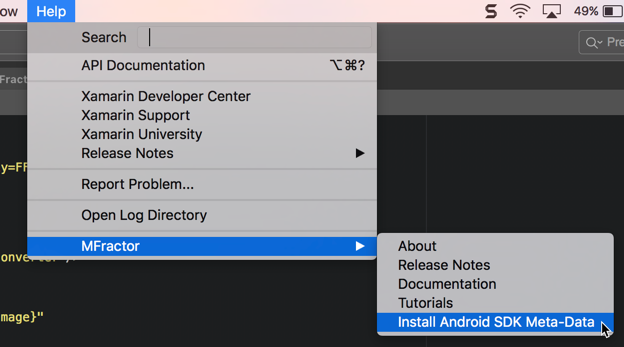 ow Help 49%
Search
Pre
API Documentation ⌥⌘?
Fract
Xamarin Developer Center
Xamarin Support
Xamarin University
Release Notes
y=FF
Report Problem...
Open Log Directory
MFractor
About
onverter}.
Release Notes
Documentation
Tutorials
mage}"
Install Android SDK Meta-Data